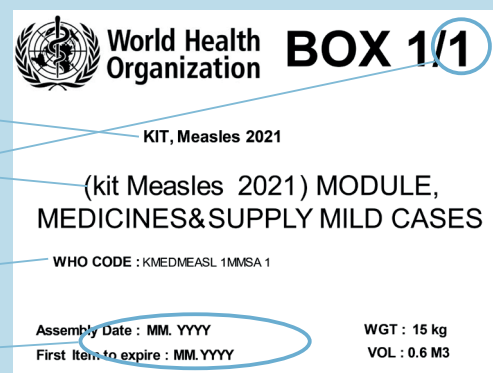 World Health
Organization
BOX 1/1
KIT, Measles 2021
(kit Measles 2021) MODULE,
MEDICINES&SUPPLY MILD CASES
WHO CODE : KMEDMEASL 1MMSA 1
Assembly Date : MM. YYYY
WGT : 15 kg
First Item to expire : MM. YYYY
VOL : 0.6 M3